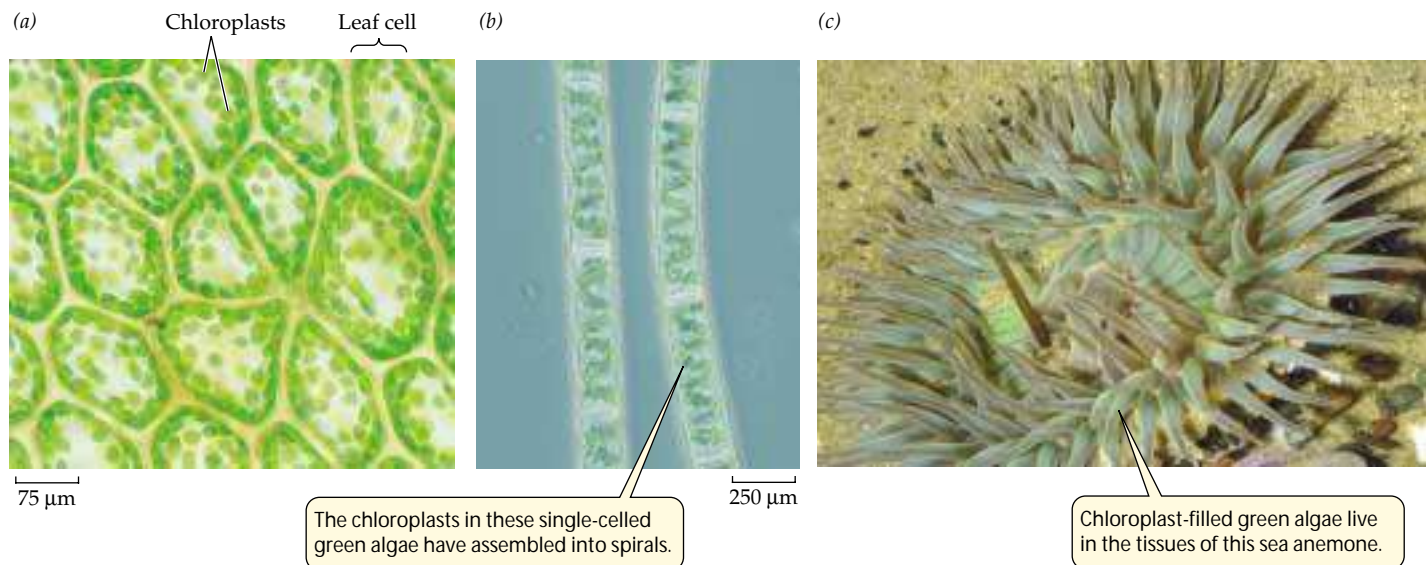 (a)
Chloroplasts
Leaf cell
(b)
(c)
75 µm
250 µm
The chloroplasts in these single-celled
green algae have assembled into spirals.
Chloroplast-filled green algae live
in the tissues of this sea anemone.